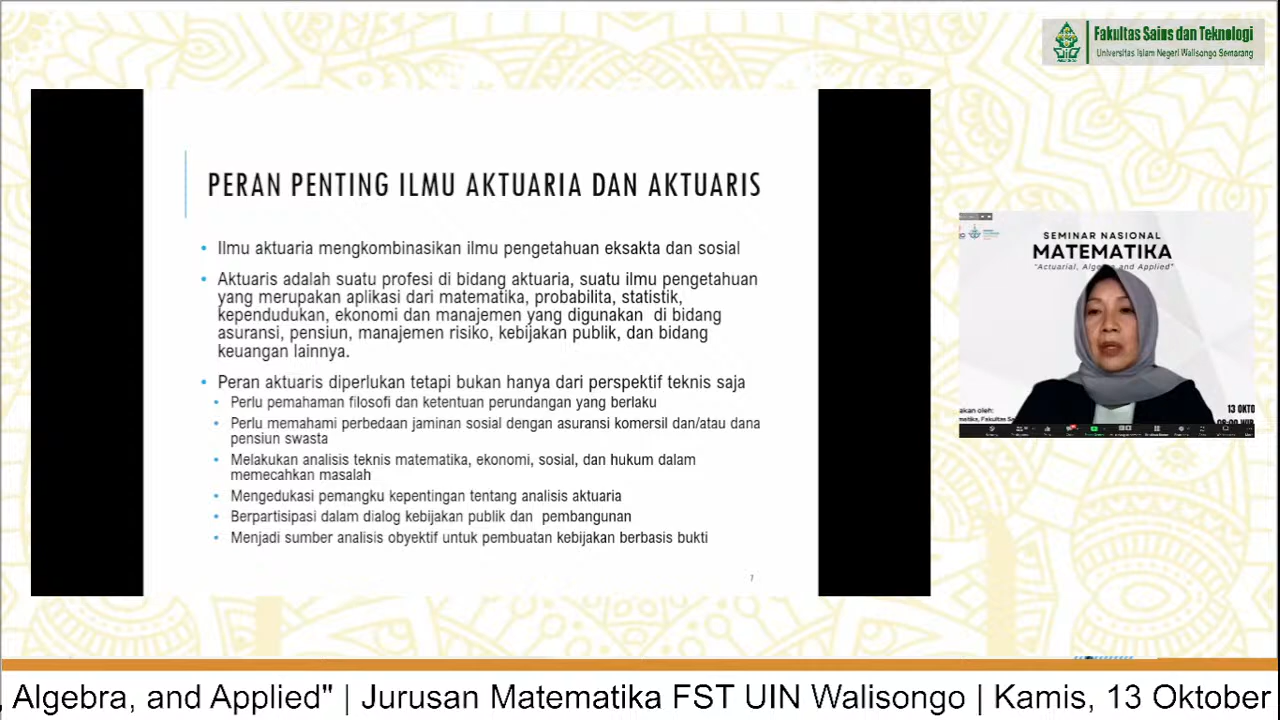 Fakultas Sains dan Teknologi
Universitas Islam Negeri Walisongo Semarang
PERAN PENTING ILMU AKTUARIA DAN AKTUARIS
• Ilmu aktuaria mengkombinasikan ilmu pengetahuan eksakta dan sosial
• Aktuaris adalah suatu profesi di bidang aktuaria, suatu ilmu pengetahuan
yang merupakan aplikasi dari matematika, probabilita, statistik,
kependudukan, ekonomi dan manajemen yang digunakan di bidang
asuransi, pensiun, manajemen risiko, kebijakan publik, dan bidang
keuangan lainnya.
• Peran aktuaris diperlukan tetapi bukan hanya dari perspektif teknis saja
• Perlu pemahaman filosofi dan ketentuan perundangan yang berlaku
• Perlu memahami perbedaan jaminan sosial dengan asuransi komersil dan/atau dana
pensiun swasta
• Melakukan analisis teknis matematika, ekonomi, sosial, dan hukum dalam
memecahkan masalah
• Mengedukasi pemangku kepentingan tentang analisis aktuaria
• Berpartisipasi dalam dialog kebijakan publik dan pembangunan
• Menjadi sumber analisis obyektif untuk pembuatan kebijakan berbasis bukti
7
SEMINAR NASIONAL
MATEMATIKA
"Actuarial, and Applied"
akan oleh:
13 OKTO
, Algebra, and Applied" | Jurusan Matematika FST UIN Walisongo | Kamis, 13 Oktober